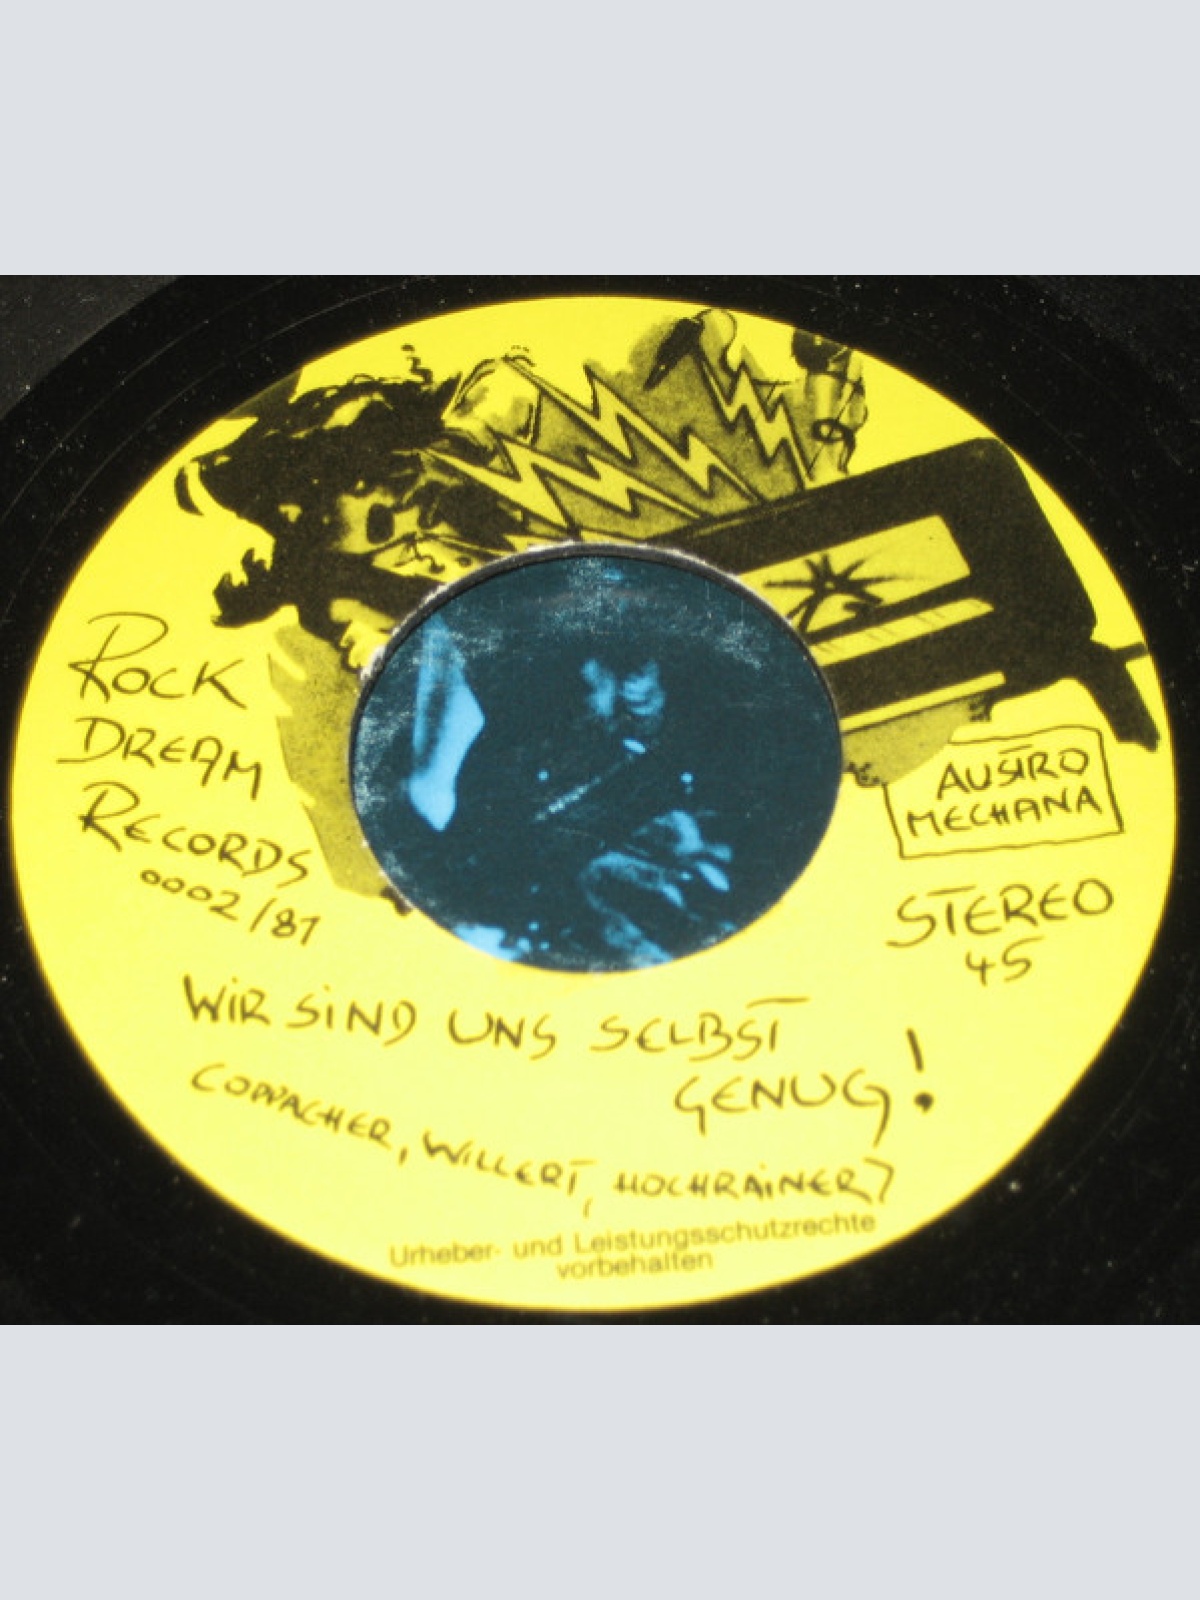 ROCK
DREAM
RECORDS
0002/81
AUSTRO
MECHANA
STEREO
45
WIR SIND UNS SELBST
GENUG!
COPPACHER, WILLERT, HOCHRAINER)
Urheber- und Leistungsschutzrechte
vorbehalten